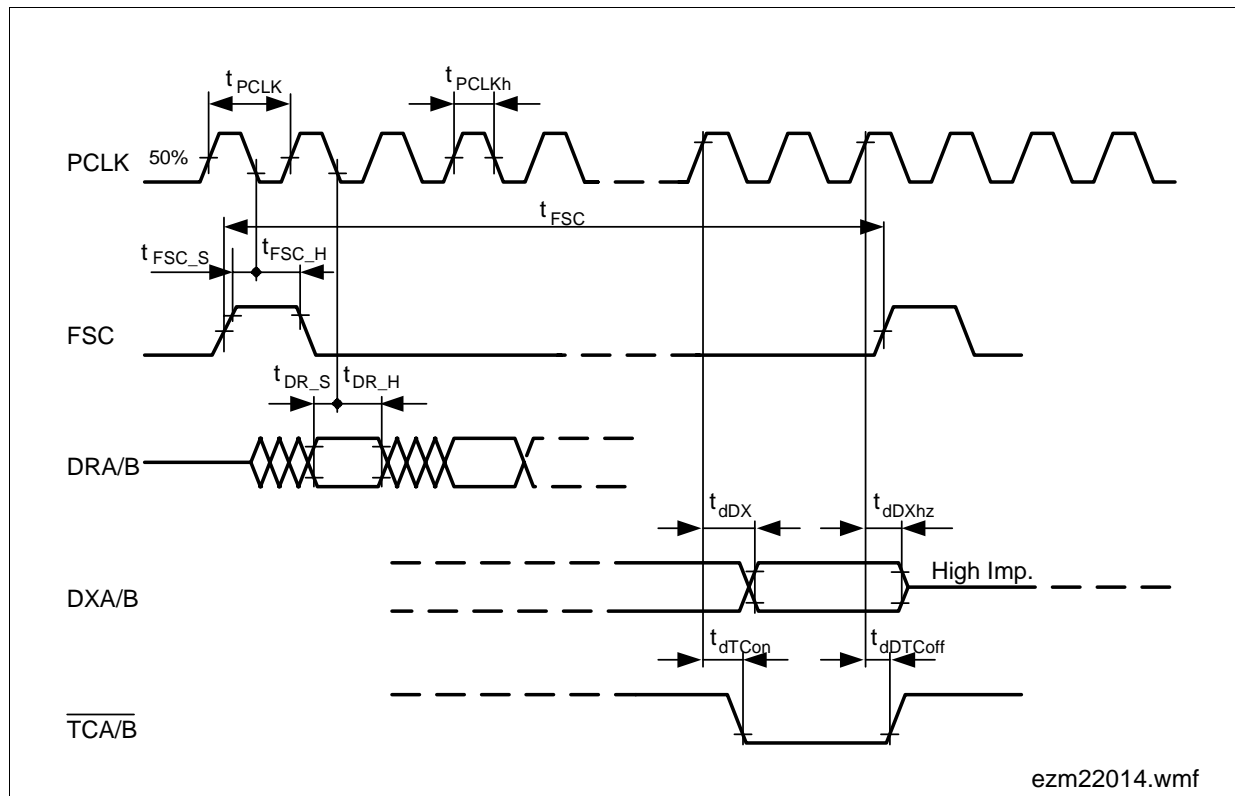 t PCLK
t PCLKh
PCLK 50%
t FSC
t FSC_S t FSC_H
FSC
t DR_S t DR_H
DRA/B
t dDX t dDXhz
High Imp.
DXA/B
t dTCon t dDTCoff
TCA/B
ezm22014.wmf